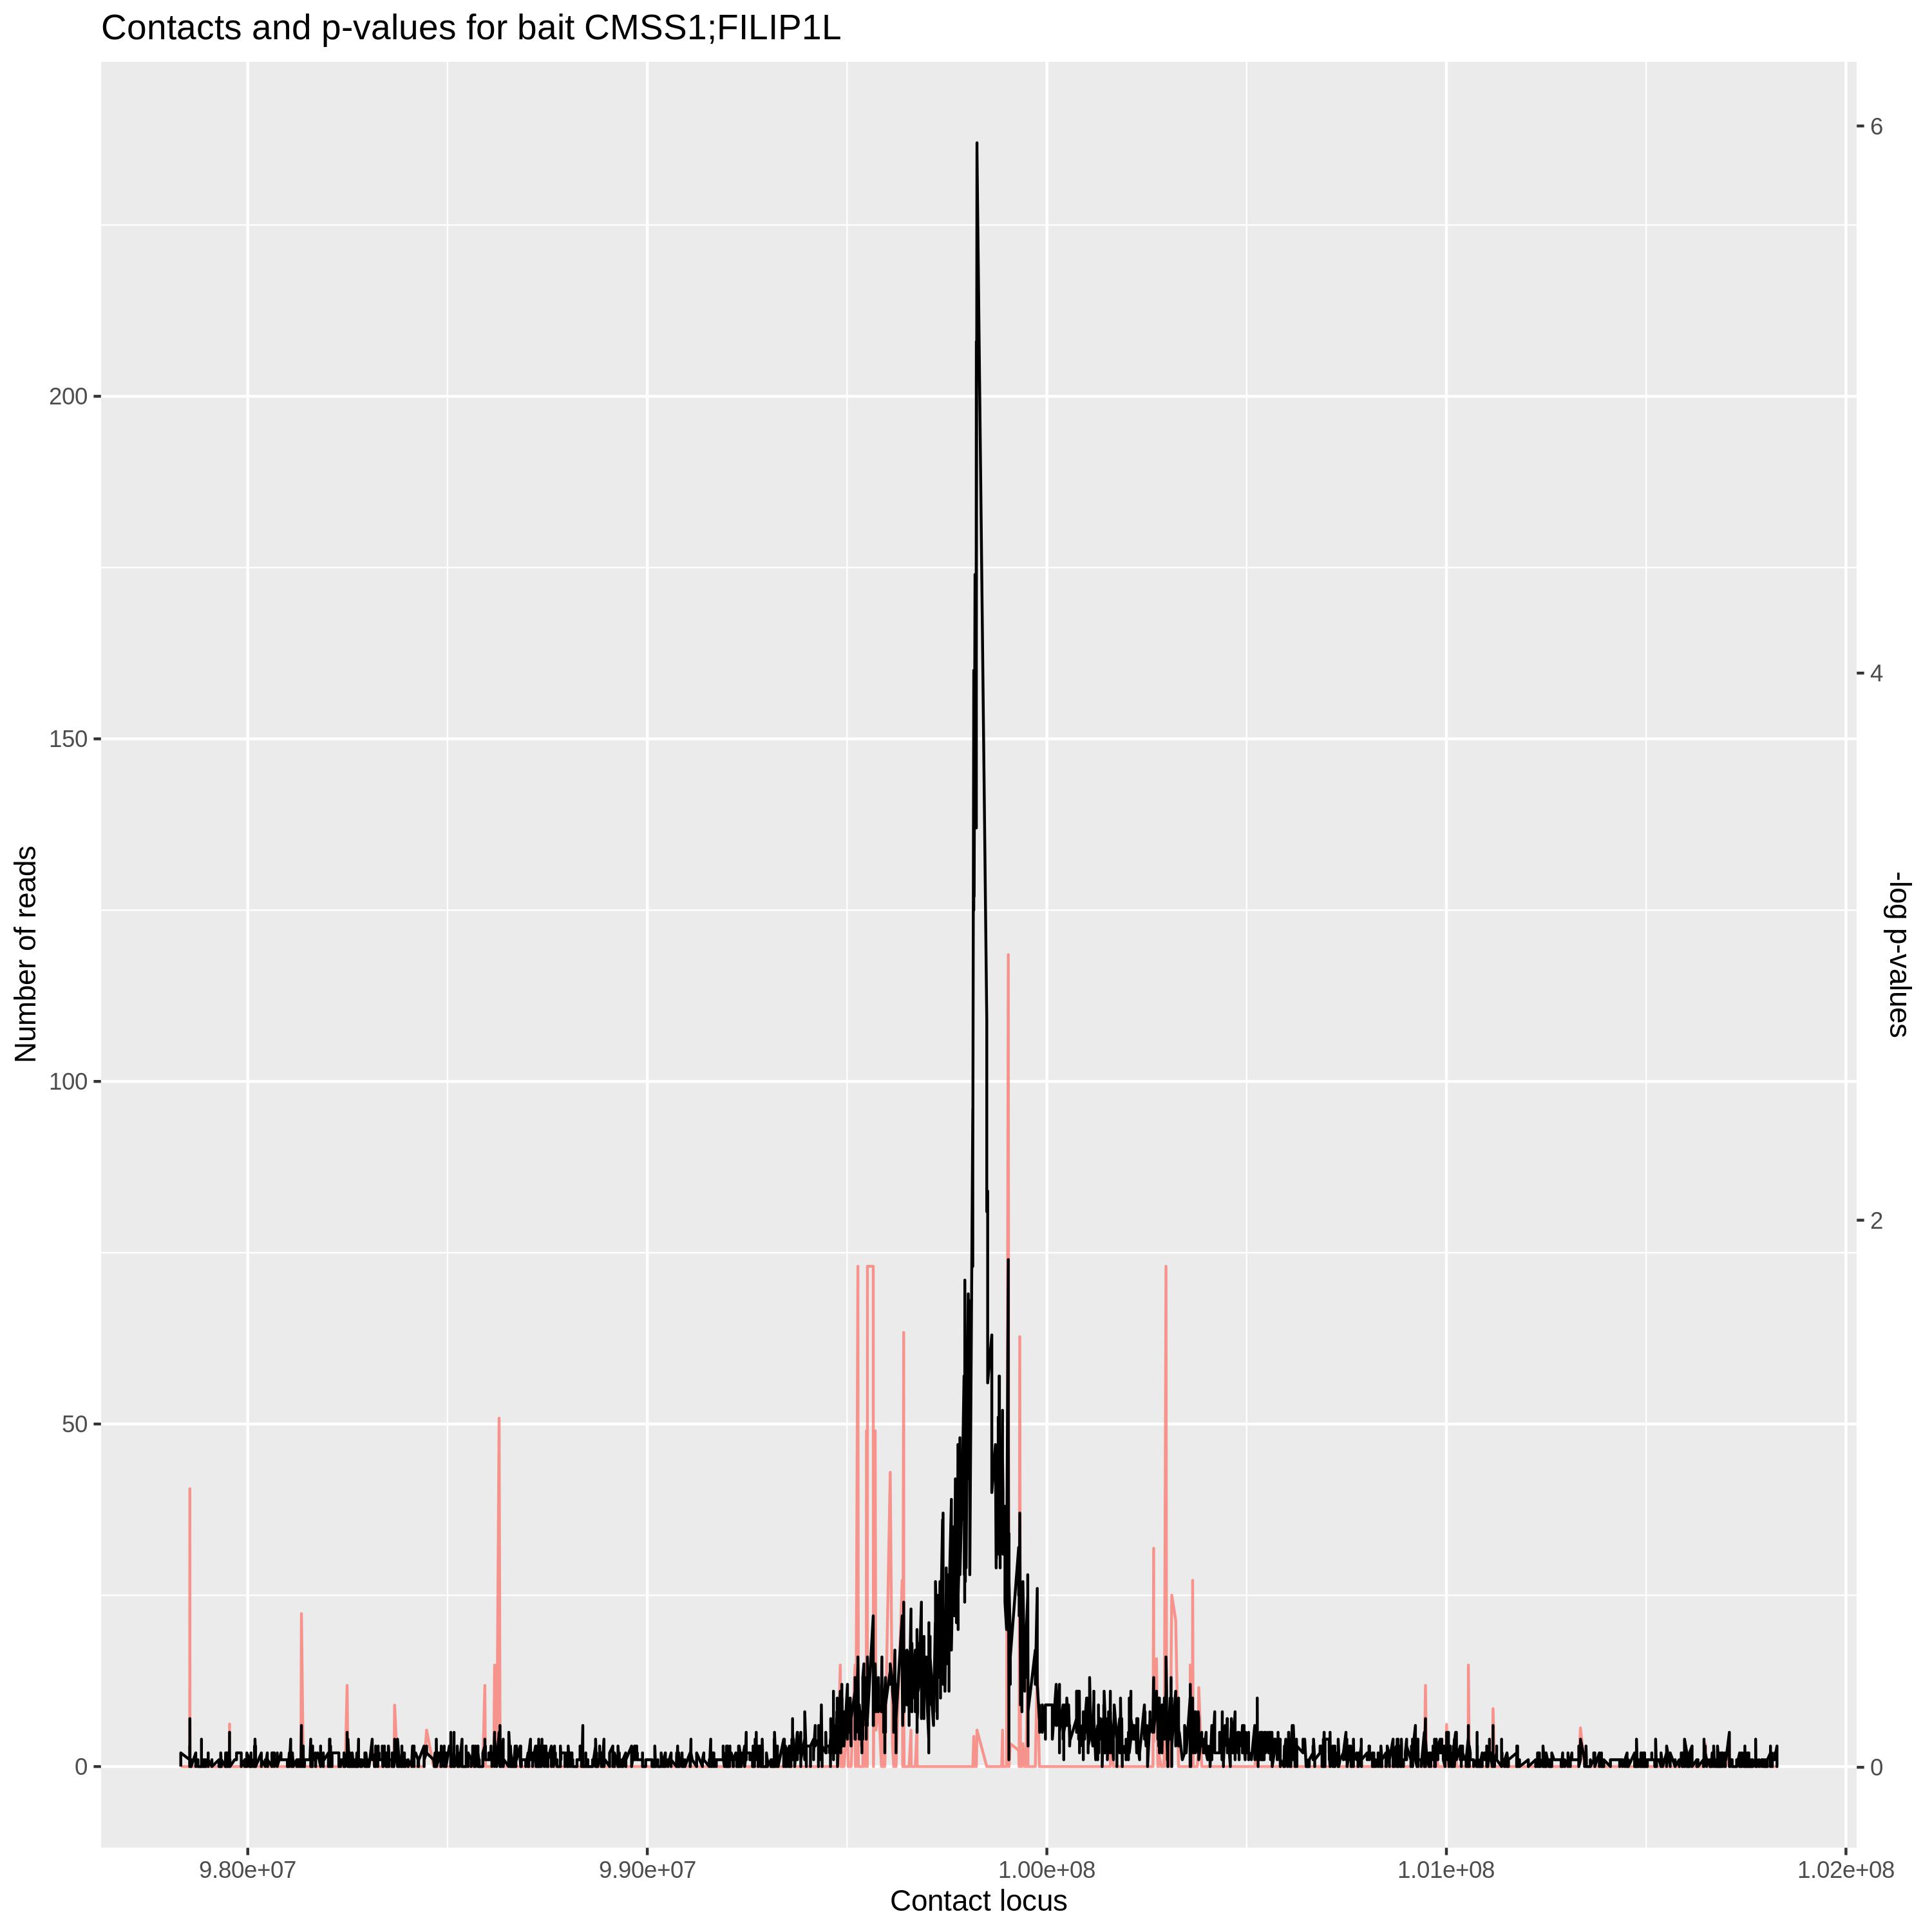 Contacts and p-values for bait CMSS1;FILIP1L
Number of reads
200
150
100
50
0
6
4
2
0
-log p-values
9.80e+07
9.90e+07
1.00e+08
1.01e+08
1.02e+08
Contact locus